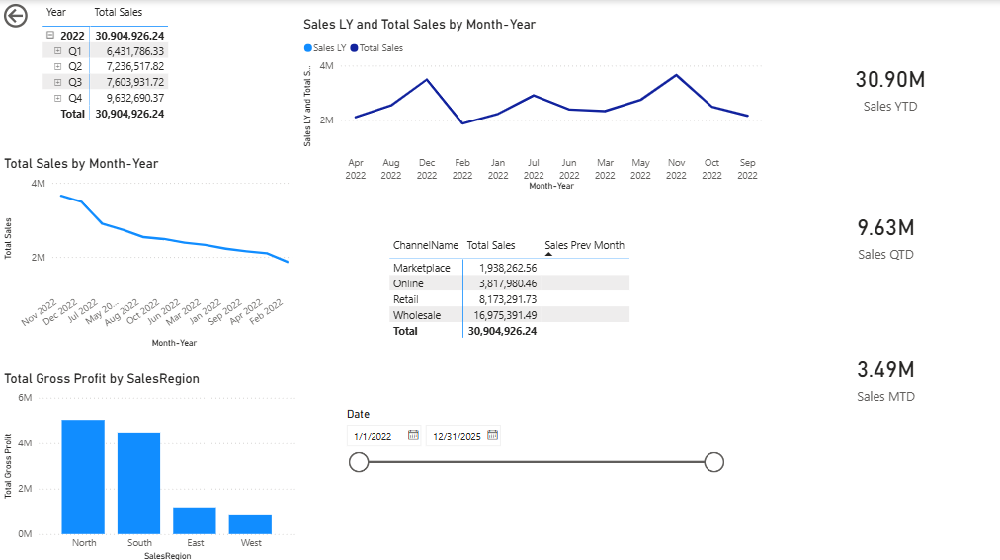 Year Total Sales
2022 30,904,926.24
Q1 6,431,786.33
Q2 7,236,517.82
Q3 7,603,931.72
Q4 9,632,690.37
Total 30,904,926.24
Sales LY and Total Sales by Month-Year
Sales LY Total Sales
Sales LY and Total S...
4M
2M
Apr 2022
Aug 2022
Dec 2022
Feb 2022
Jan 2022
Jul 2022
Jun 2022
Mar 2022
May 2022
Nov 2022
Oct 2022
Sep 2022
Month-Year
30.90M
Sales YTD
Total Sales by Month-Year
Total Sales
4M
2M
Nov 2022
Dec 2022
Jul 2022
May 20...
Aug 2022
Oct 2022
Jun 2022
Mar 2022
Jan 2022
Sep 2022
Apr 2022
Feb 2022
Month-Year
ChannelName Total Sales Sales Prev Month
Marketplace 1,938,262.56
Online 3,817,980.46
Retail 8,173,291.73
Wholesale 16,975,391.49
Total 30,904,926.24
9.63M
Sales QTD
3.49M
Sales MTD
Total Gross Profit by SalesRegion
Total Gross Profit
6M
4M
2M
0M
North South East West
SalesRegion
Date
1/1/2022 12/31/2025